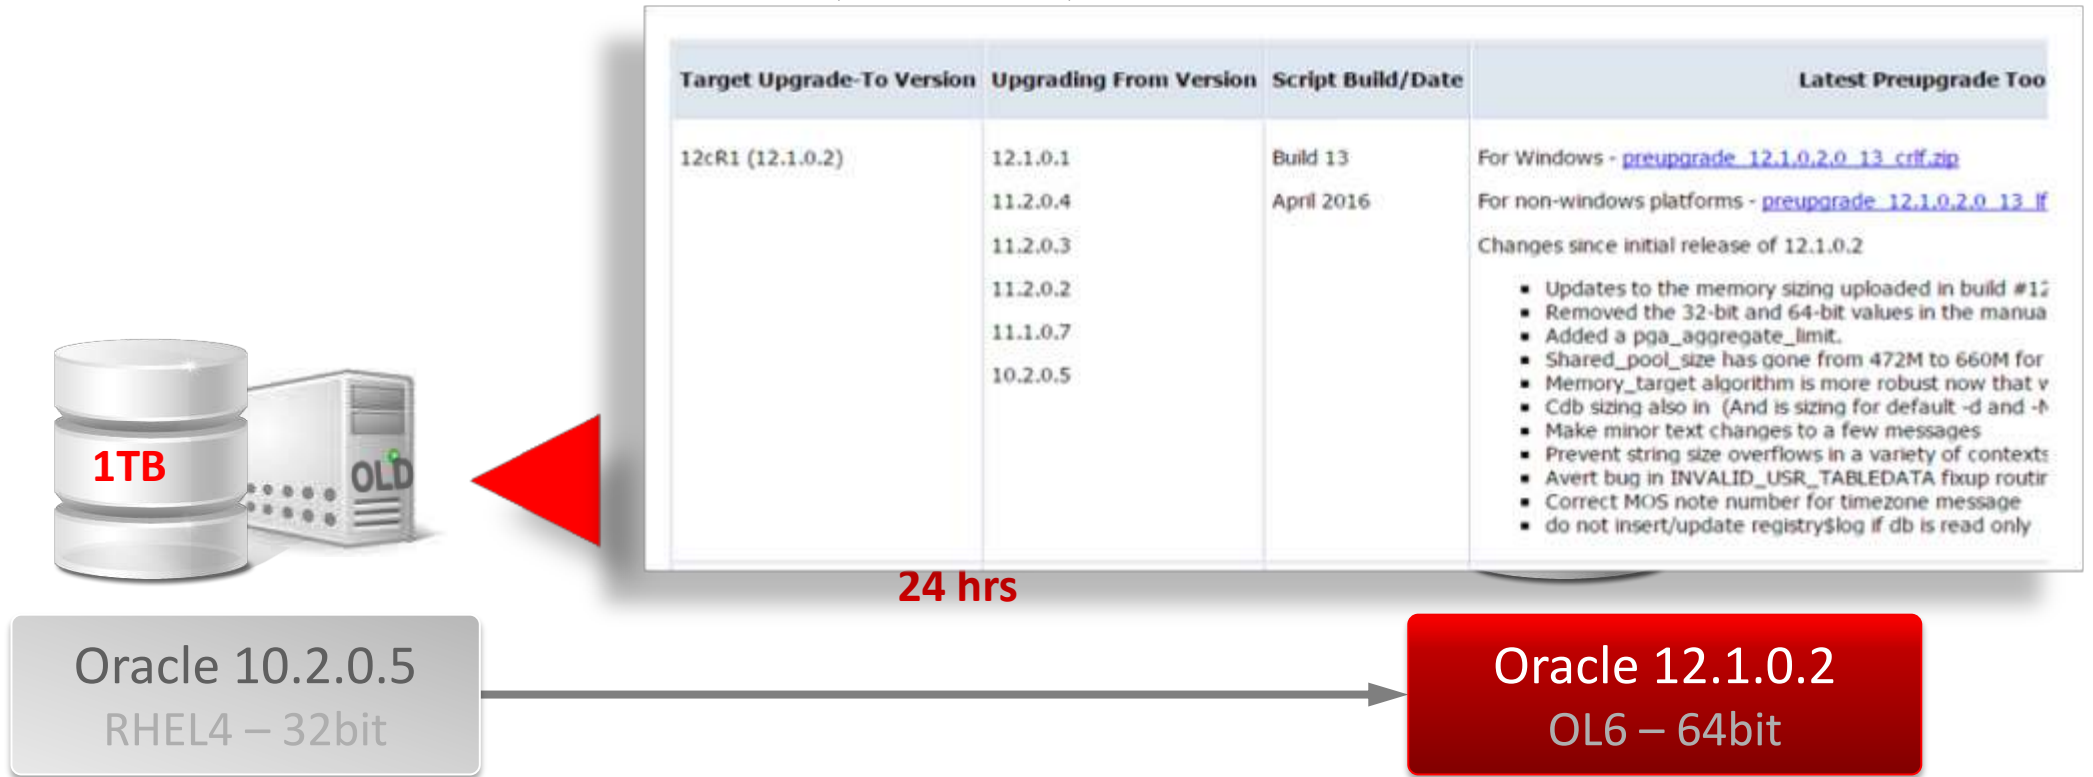 Target Upgrade-To Version Upgrading From Version Script Build/Date Latest Preupgrade Too
12cR1 (12.1.0.2) 12.1.0.1 Build 13 For Windows - preupgrade_12.1.0.2.0_13_crlf.zip
11.2.0.4 April 2016 For non-windows platforms - preupgrade_12.1.0.2.0_13_lf
11.2.0.3 Changes since initial release of 12.1.0.2
11.2.0.2 ▪ Updates to the memory sizing uploaded in build #12
▪ Removed the 32-bit and 64-bit values in the manua
11.1.0.7 ▪ Added a pga_aggregate_limit.
▪ Shared_pool_size has gone from 472M to 660M for
10.2.0.5 ▪ Memory_target algorithm is more robust now that
▪ Cdb sizing also in (And is sizing for default -d and
▪ Make minor text changes to a few messages
▪ Prevent string size overflows in a variety of contexts
▪ Avert bug in INVALID_USR_TABLEDATA fixup routin
▪ Correct MOS note number for timezone message
▪ do not insert/update registry$log if db is read only
1TB
OLD
24 hrs
Oracle 10.2.0.5
RHEL4 – 32bit
Oracle 12.1.0.2
OL6 – 64bit